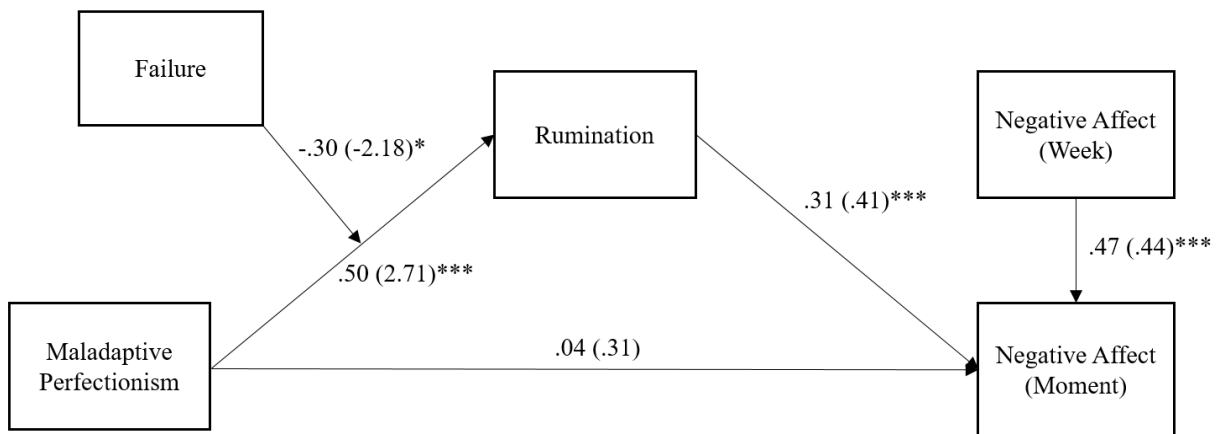 Failure
-.30 (-2.18)*
Rumination
Negative Affect
(Week)
.31 (.41)***
.50 (2.71)***
.47 (.44)***
Maladaptive
Perfectionism
.04 (.31)
Negative Affect
(Moment)